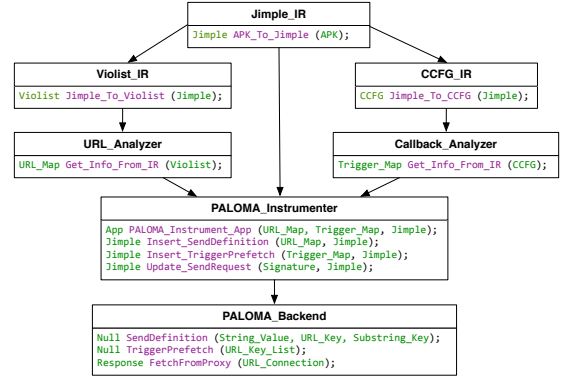 Jimple_IR
Jimple APK_To_Jimple (APK);
Violist_IR
Violist Jimple_To_Violist (Jimple);
CCFG_IR
CCFG Jimple_To_CCFG (Jimple);
URL_Analyzer
URL_Map Get_Info_From_IR (Violist);
Callback_Analyzer
Trigger_Map Get_Info_From_IR (CCFG);
PALOMA_Instrumenter
App PALOMA_Instrument_App (URL_Map, Trigger_Map, Jimple);
Jimple Insert_SendDefinition (URL_Map, Jimple);
Jimple Insert_TriggerPrefetch (Trigger_Map, Jimple);
Jimple Update_SendRequest (Signature, Jimple);
PALOMA_Backend
Null SendDefinition (String_Value, URL_Key, Substring_Key);
Null TriggerPrefetch (URL_Key_List);
Response FetchFromProxy (URL_Connection);